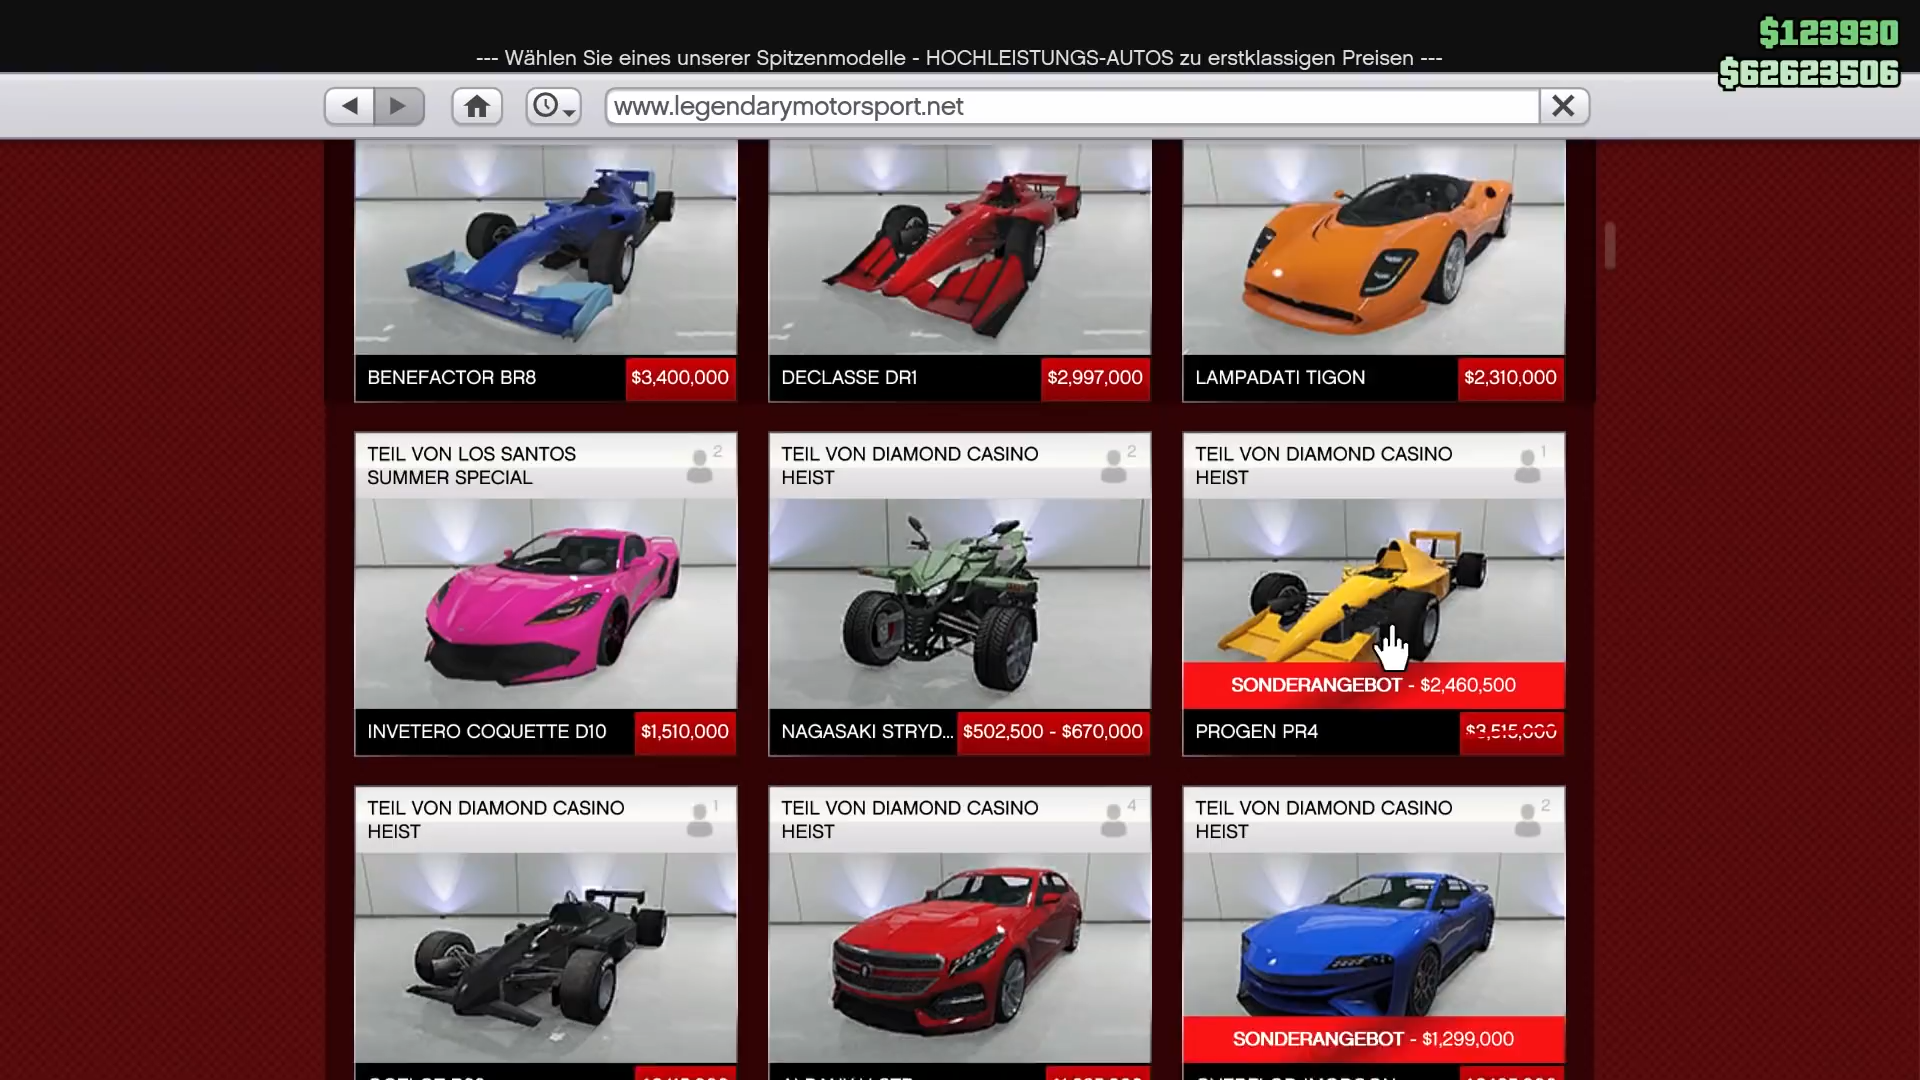 $123930
--- Wählen Sie eines unserer Spitzenmodelle - HOCHLEISTUNGS-AUTOS zu erstklassigen Preisen ---
$62623506
www.legendarymotorsport.net
BENEFACTOR BR8 $3,400,000
DECLASSE DR1 $2,997,000
LAMPADATI TIGON $2,310,000
TEIL VON LOS SANTOS
SUMMER SPECIAL
2
INVETERO COQUETTE D10 $1,510,000
TEIL VON DIAMOND CASINO
HEIST
2
NAGASAKI STRYD... $502,500 - $670,000
TEIL VON DIAMOND CASINO
HEIST
1
SONDERANGEBOT - $2,460,500
PROGEN PR4 $3,515,000
TEIL VON DIAMOND CASINO
HEIST
1
TEIL VON DIAMOND CASINO
HEIST
4
TEIL VON DIAMOND CASINO
HEIST
2
SONDERANGEBOT - $1,299,000